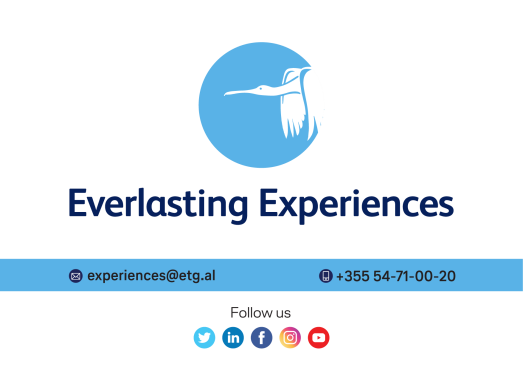 Everlasting Experiences
experiences@etg.al
+355 54-71-00-20
Follow us